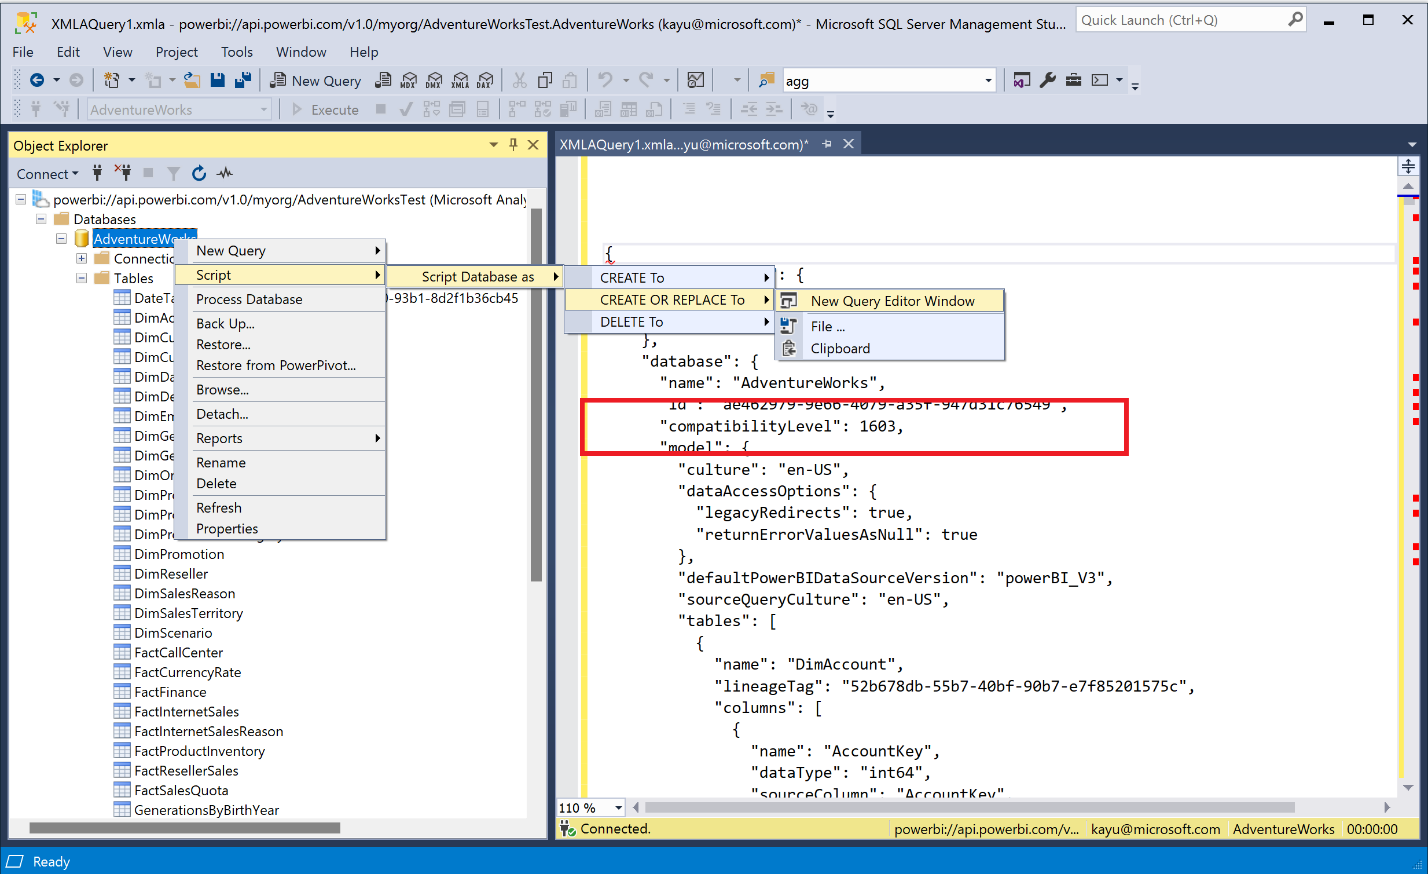 XMLAQuery1.xmla - powerbi://api.powerbi.com/v1.0/myorg/AdventureWorksTest.AdventureWorks (kayu@microsoft.com)* - Microsoft SQL Server Management Stu...
Quick Launch (Ctrl+Q)
File Edit View Project Tools Window Help
New Query MDX DMX XMLA DAX agg
AdventureWorks Execute
Object Explorer
Connect
powerbi://api.powerbi.com/v1.0/myorg/AdventureWorksTest (Microsoft Analy
Databases
AdventureWorks
Connectio
Tables
DateTa 0-93b1-8d2f1b36cb45
DimAc
DimCu
DimCu
DimDa
DimDe
DimEm
DimGe
DimGe
DimOr
DimPr
DimPr
DimPr
DimPromotion
DimReseller
DimSalesReason
DimSalesTerritory
DimScenario
FactCallCenter
FactCurrencyRate
FactFinance
FactInternetSales
FactInternetSalesReason
FactProductInventory
FactResellerSales
FactSalesQuota
GenerationsByBirthYear
New Query
Script
Process Database
Back Up...
Restore...
Restore from PowerPivot...
Browse...
Detach...
Reports
Rename
Delete
Refresh
Properties
Script Database as
CREATE To
CREATE OR REPLACE To
DELETE To
New Query Editor Window
File ...
Clipboard
XMLAQuery1.xmla...yu@microsoft.com)*
{
: {
},
"database": {
"name": "AdventureWorks",
"id": "ae462979-9e66-4079-a35f-947d31c76549",
"compatibilityLevel": 1603,
"model": {
"culture": "en-US",
"dataAccessOptions": {
"legacyRedirects": true,
"returnErrorValuesAsNull": true
},
"defaultPowerBIDataSourceVersion": "powerBI_V3",
"sourceQueryCulture": "en-US",
"tables": [
{
"name": "DimAccount",
"lineageTag": "52b678db-55b7-40bf-90b7-e7f85201575c",
"columns": [
{
"name": "AccountKey",
"dataType": "int64",
"sourceColumn": "AccountKey"
110 %
Connected. powerbi://api.powerbi.com/v... kayu@microsoft.com AdventureWorks 00:00:00
Ready